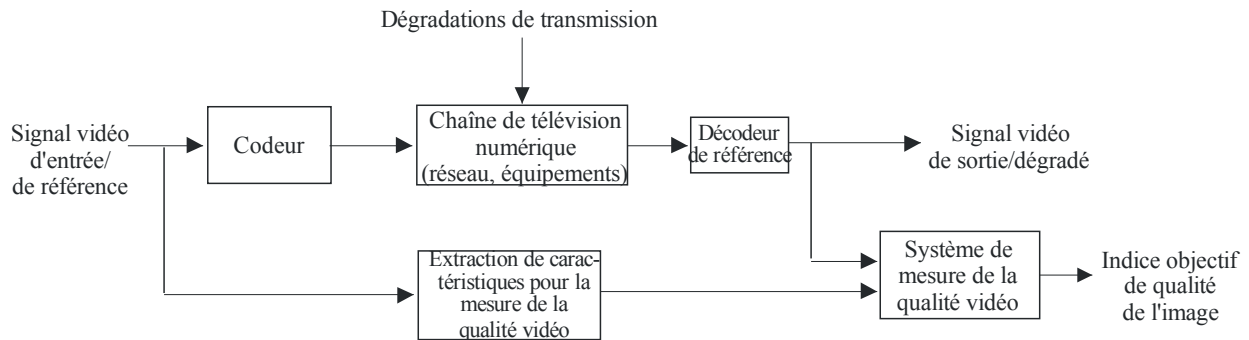 Dégradations de transmission
Signal vidéo
d'entrée/
de référence
Codeur
Chaîne de télévision
numérique
(réseau, équipements)
Décodeur
de référence
Signal vidéo
de sortie/dégradé
Extraction de carac-
téristiques pour la
mesure de la
qualité vidéo
Système de
mesure de la
qualité vidéo
Indice objectif
de qualité
de l'image